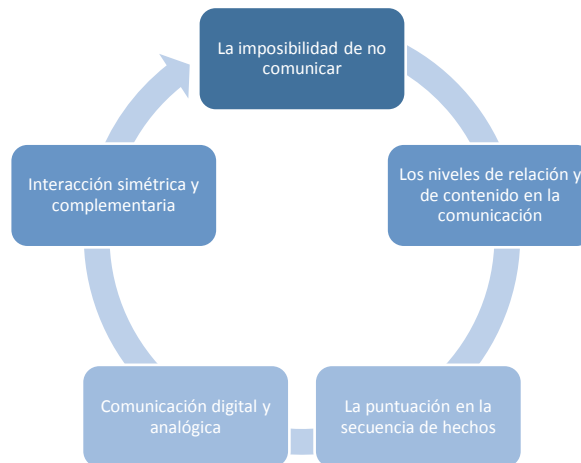 La imposibilidad de no
comunicar
Los niveles de relación y
de contenido en la
comunicación
La puntuación en la
secuencia de hechos
Comunicación digital y
analógica
Interacción simétrica y
complementaria